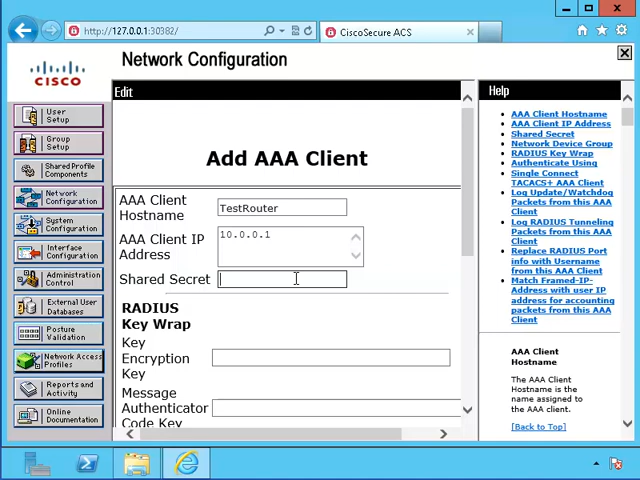 http://127.0.0.1:30382/
CiscoSecure ACS
CISCO
Network Configuration
User
Setup
Group
Setup
Shared Profile
Components
Network
Configuration
System
Configuration
Interface
Configuration
Administration
Control
External User
Databases
Posture
Validation
Network Access
Profiles
Reports and
Activity
Online
Documentation
Edit
Add AAA Client
AAA Client
Hostname
TestRouter
AAA Client IP
Address
10.0.0.1
Shared Secret
RADIUS
Key Wrap
Key
Encryption
Key
Message
Authenticator
Code Key
Help
AAA Client Hostname
AAA Client IP Address
Shared Secret
Network Device Group
RADIUS Key Wrap
Authenticate Using
Single Connect
TACACS+ AAA Client
Log Update/Watchdog
Packets from this AAA
Client
Log RADIUS Tunneling
Packets from this AAA
Client
Replace RADIUS Port
info with Username
from this AAA Client
Match Framed-IP-
Address with user IP
address for accounting
packets from this AAA
Client
AAA Client
Hostname
The AAA Client
Hostname is the
name assigned to
the AAA client.
[Back to Top]